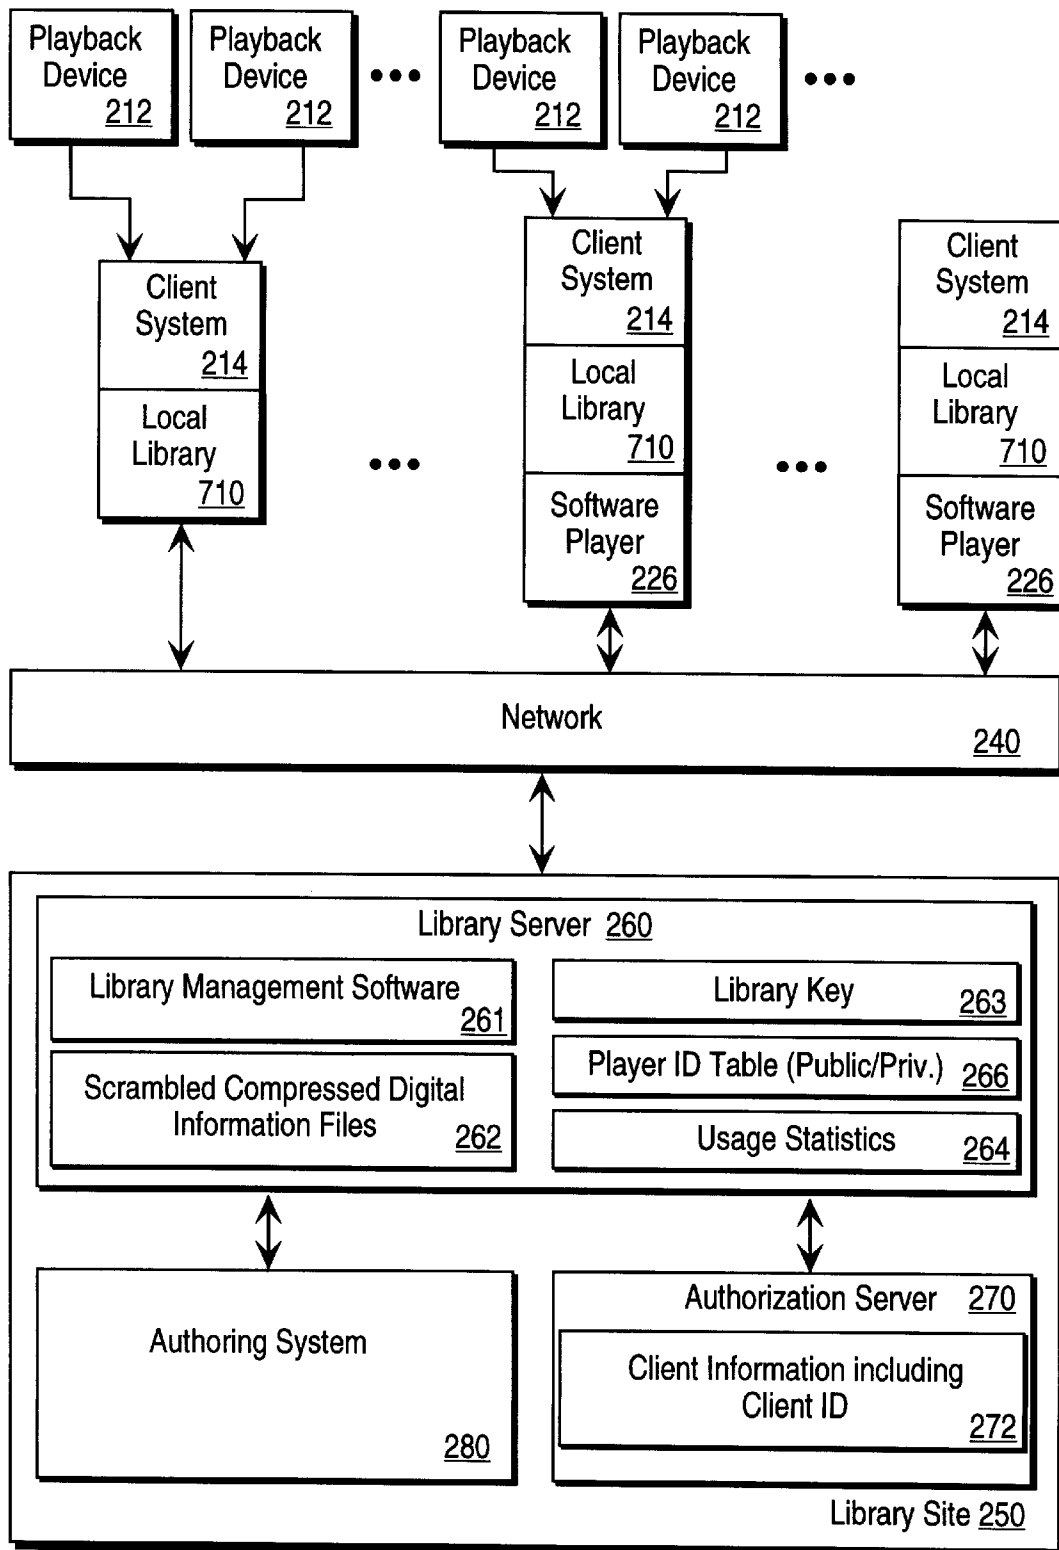 Playback
Device
212
Playback
Device
212
Playback
Device
212
Playback
Device
212
Client
System
214
Local
Library
710
Client
System
214
Local
Library
710
Software
Player
226
Client
System
214
Local
Library
710
Software
Player
226
Network
240
Library Server 260
Library Management Software
261
Scrambled Compressed Digital
Information Files
262
Library Key
263
Player ID Table (Public/Priv.)
266
Usage Statistics
264
Authoring System
280
Authorization Server 270
Client Information including
Client ID
272
Library Site 250